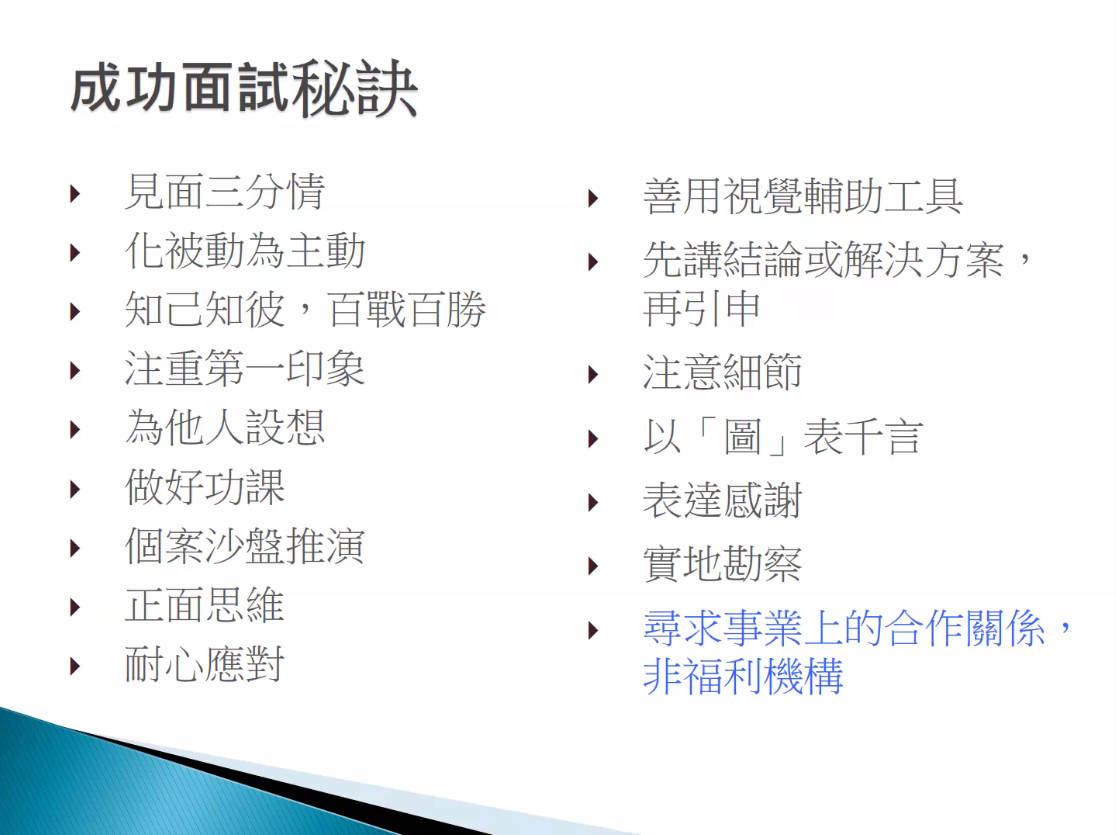 成功面試秘訣
見面三分情
化被動為主動
知己知彼，百戰百勝
注重第一印象
為他人設想
做好功課
個案沙盤推演
正面思維
耐心應對
善用視覺輔助工具
先講結論或解決方案，
再引申
注意細節
以「圖」表千言
表達感謝
實地勘察
尋求事業上的合作關係，
非福利機構